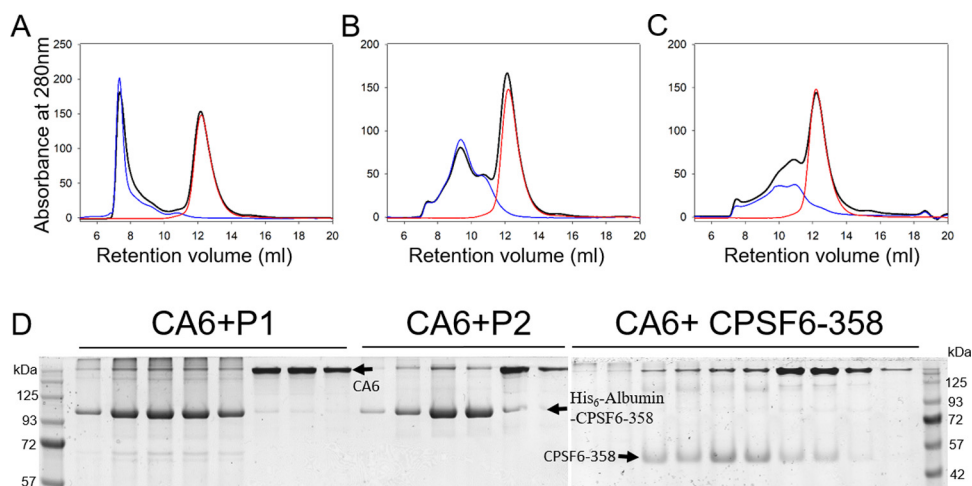 A
B
C
Absorbance at 280nm
250
200
150
100
50
0
200
150
100
50
0
200
150
100
50
0
6 8 10 12 14 16 18 20
6 8 10 12 14 16 18 20
6 8 10 12 14 16 18 20
Retention volume (ml)
Retention volume (ml)
Retention volume (ml)
D
CA6+P1
CA6+P2
CA6+ CPSF6-358
kDa
125
93
72
57
CA6
His6-Albumin
-CPSF6-358
CPSF6-358
kDa
125
93
72
56
42